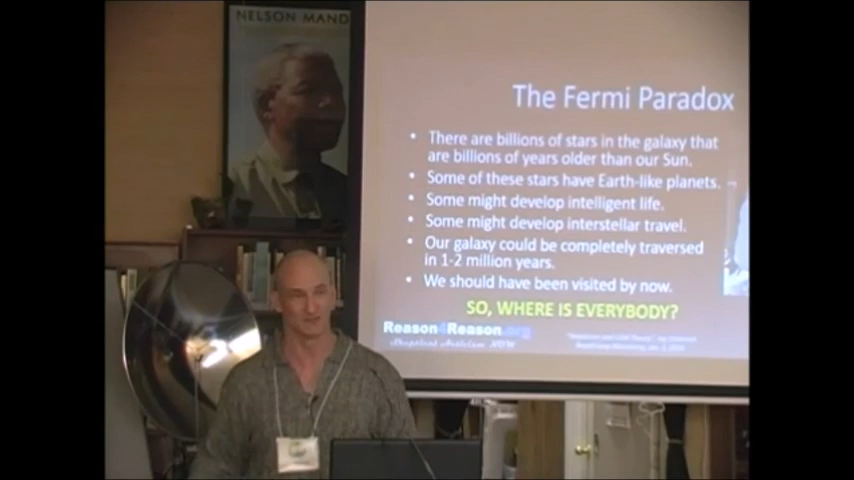 NELSON MAND
The Fermi Paradox
• There are billions of stars in the galaxy that
are billions of years older than our Sun.
• Some of these stars have Earth-like planets.
• Some might develop intelligent life.
• Some might develop interstellar travel.
• Our galaxy could be completely traversed
in 1-2 million years.
• We should have been visited by now.
SO, WHERE IS EVERYBODY?
Reason4Reason.org
Skeptical Activism NOW